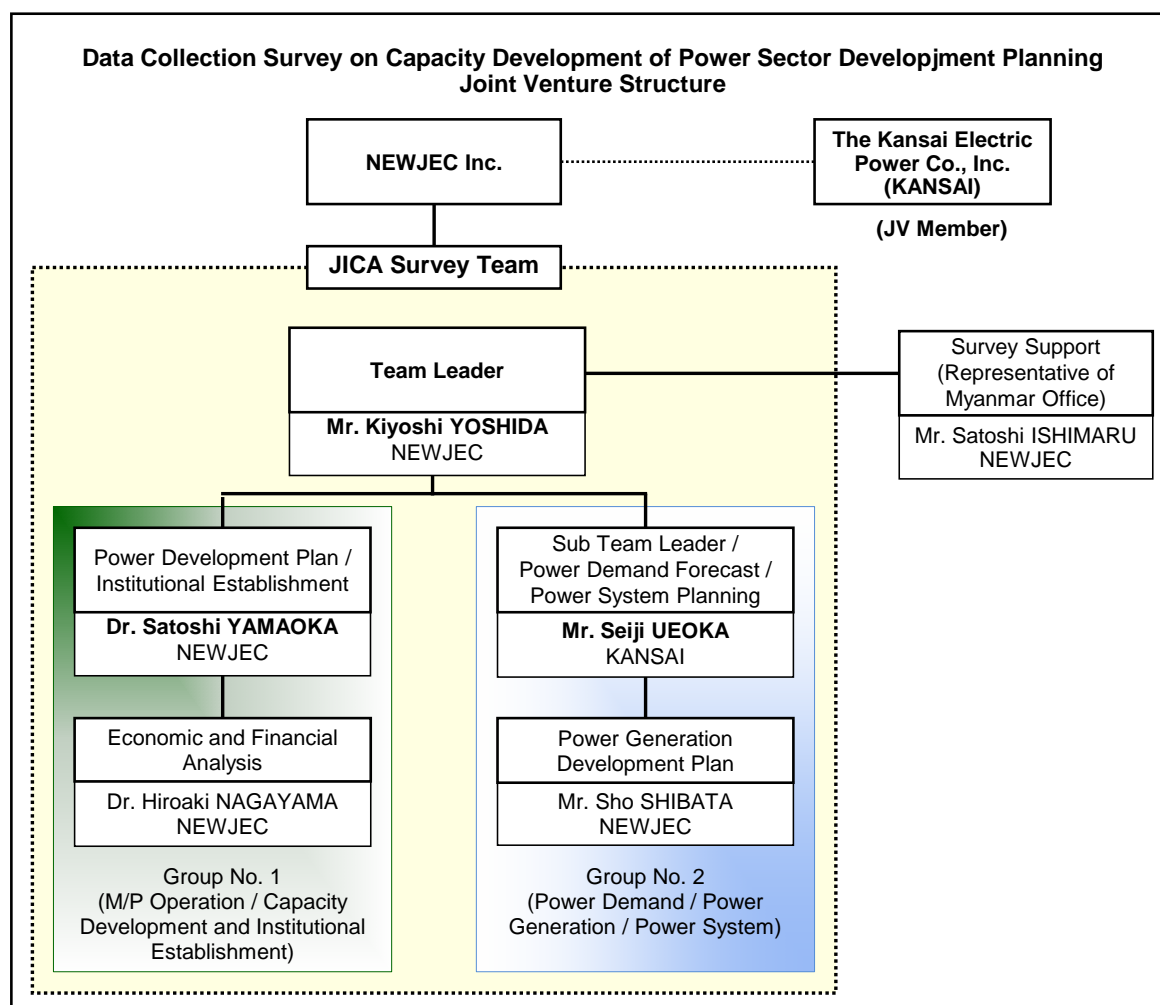 Data Collection Survey on Capacity Development of Power Sector Developjment Planning
Joint Venture Structure
NEWJEC Inc.
The Kansai Electric
Power Co., Inc.
(KANSAI)
(JV Member)
JICA Survey Team
Team Leader
Mr. Kiyoshi YOSHIDA
NEWJEC
Survey Support
(Representative of
Myanmar Office)
Mr. Satoshi ISHIMARU
NEWJEC
Power Development Plan /
Institutional Establishment
Dr. Satoshi YAMAOKA
NEWJEC
Economic and Financial
Analysis
Dr. Hiroaki NAGAYAMA
NEWJEC
Group No. 1
(M/P Operation / Capacity
Development and Institutional
Establishment)
Sub Team Leader /
Power Demand Forecast /
Power System Planning
Mr. Seiji UEOKA
KANSAI
Power Generation
Development Plan
Mr. Sho SHIBATA
NEWJEC
Group No. 2
(Power Demand / Power
Generation / Power System)